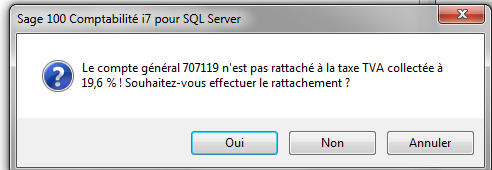 Sage 100 Comptabilité i7 pour SQL Server
Le compte général 707119 n'est pas rattaché à la taxe TVA collectée à
19,6 % ! Souhaitez-vous effectuer le rattachement ?
Oui
Non
Annuler